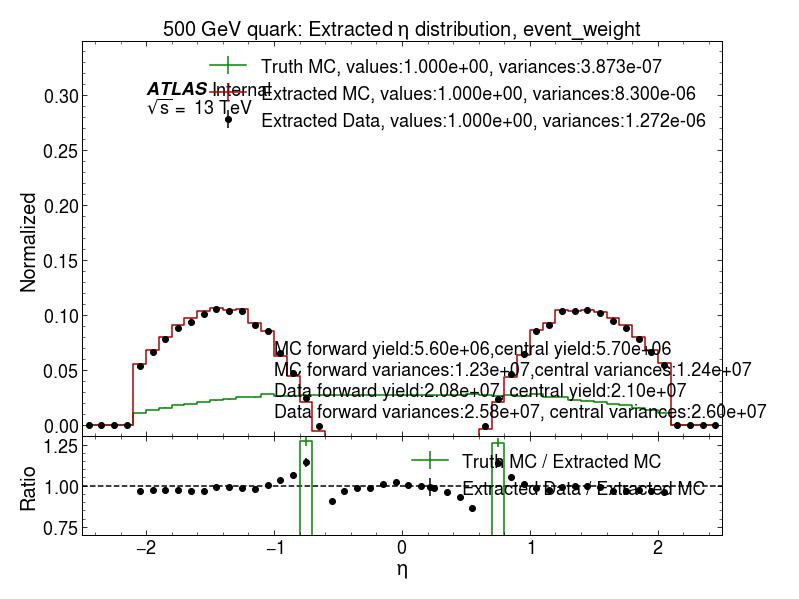 500 GeV quark: Extracted η distribution, event_weight
Truth MC, values:1.000e+00, variances:3.873e-07
ATLAS Internal
Extracted MC, values:1.000e+00, variances:8.300e-06
√s = 13 TeV
Extracted Data, values:1.000e+00, variances:1.272e-06
Normalized
0.30
0.25
0.20
0.15
0.10
0.05
0.00
MC forward yield:5.60e+06,central yield:5.70e+06
MC forward variances:1.23e+07,central variances:1.24e+07
Data forward yield:2.08e+07, central yield:2.10e+07
Data forward variances:2.58e+07, central variances:2.60e+07
Ratio
1.25
1.00
0.75
Truth MC / Extracted MC
Extracted Data / Extracted MC
−2 −1 0 1 2
η